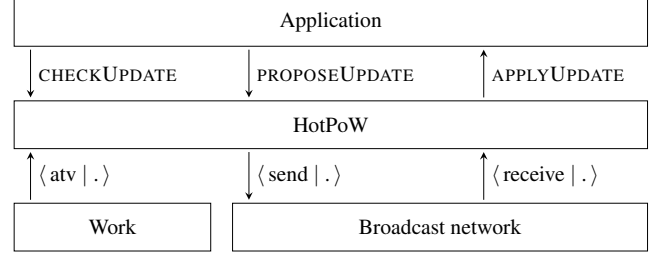 Application
CHECKUPDATE PROPOSEUPDATE APPLYUPDATE
HotPoW
⟨ atv | . ⟩ ⟨ send | . ⟩ ⟨ receive | . ⟩
Work Broadcast network